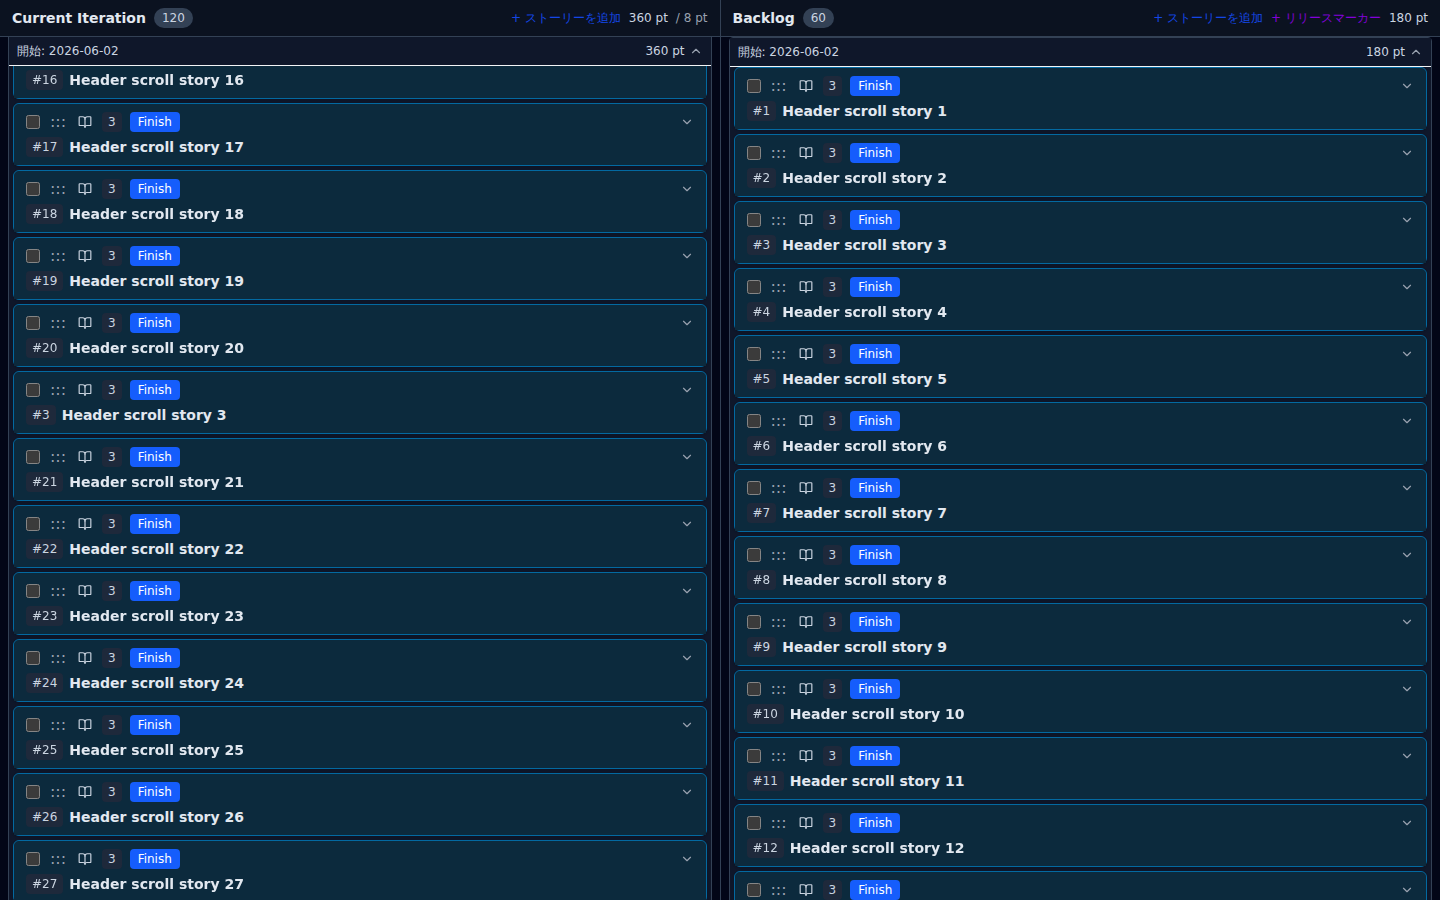 Current Iteration 120 + ストーリーを追加 360 pt / 8 pt
開始: 2026-06-02 360 pt
#16 Header scroll story 16
3 Finish
#17 Header scroll story 17
3 Finish
#18 Header scroll story 18
3 Finish
#19 Header scroll story 19
3 Finish
#20 Header scroll story 20
3 Finish
#3 Header scroll story 3
3 Finish
#21 Header scroll story 21
3 Finish
#22 Header scroll story 22
3 Finish
#23 Header scroll story 23
3 Finish
#24 Header scroll story 24
3 Finish
#25 Header scroll story 25
3 Finish
#26 Header scroll story 26
3 Finish
#27 Header scroll story 27
Backlog 60 + ストーリーを追加 + リリースマーカー 180 pt
開始: 2026-06-02 180 pt
3 Finish
#1 Header scroll story 1
3 Finish
#2 Header scroll story 2
3 Finish
#3 Header scroll story 3
3 Finish
#4 Header scroll story 4
3 Finish
#5 Header scroll story 5
3 Finish
#6 Header scroll story 6
3 Finish
#7 Header scroll story 7
3 Finish
#8 Header scroll story 8
3 Finish
#9 Header scroll story 9
3 Finish
#10 Header scroll story 10
3 Finish
#11 Header scroll story 11
3 Finish
#12 Header scroll story 12
3 Finish